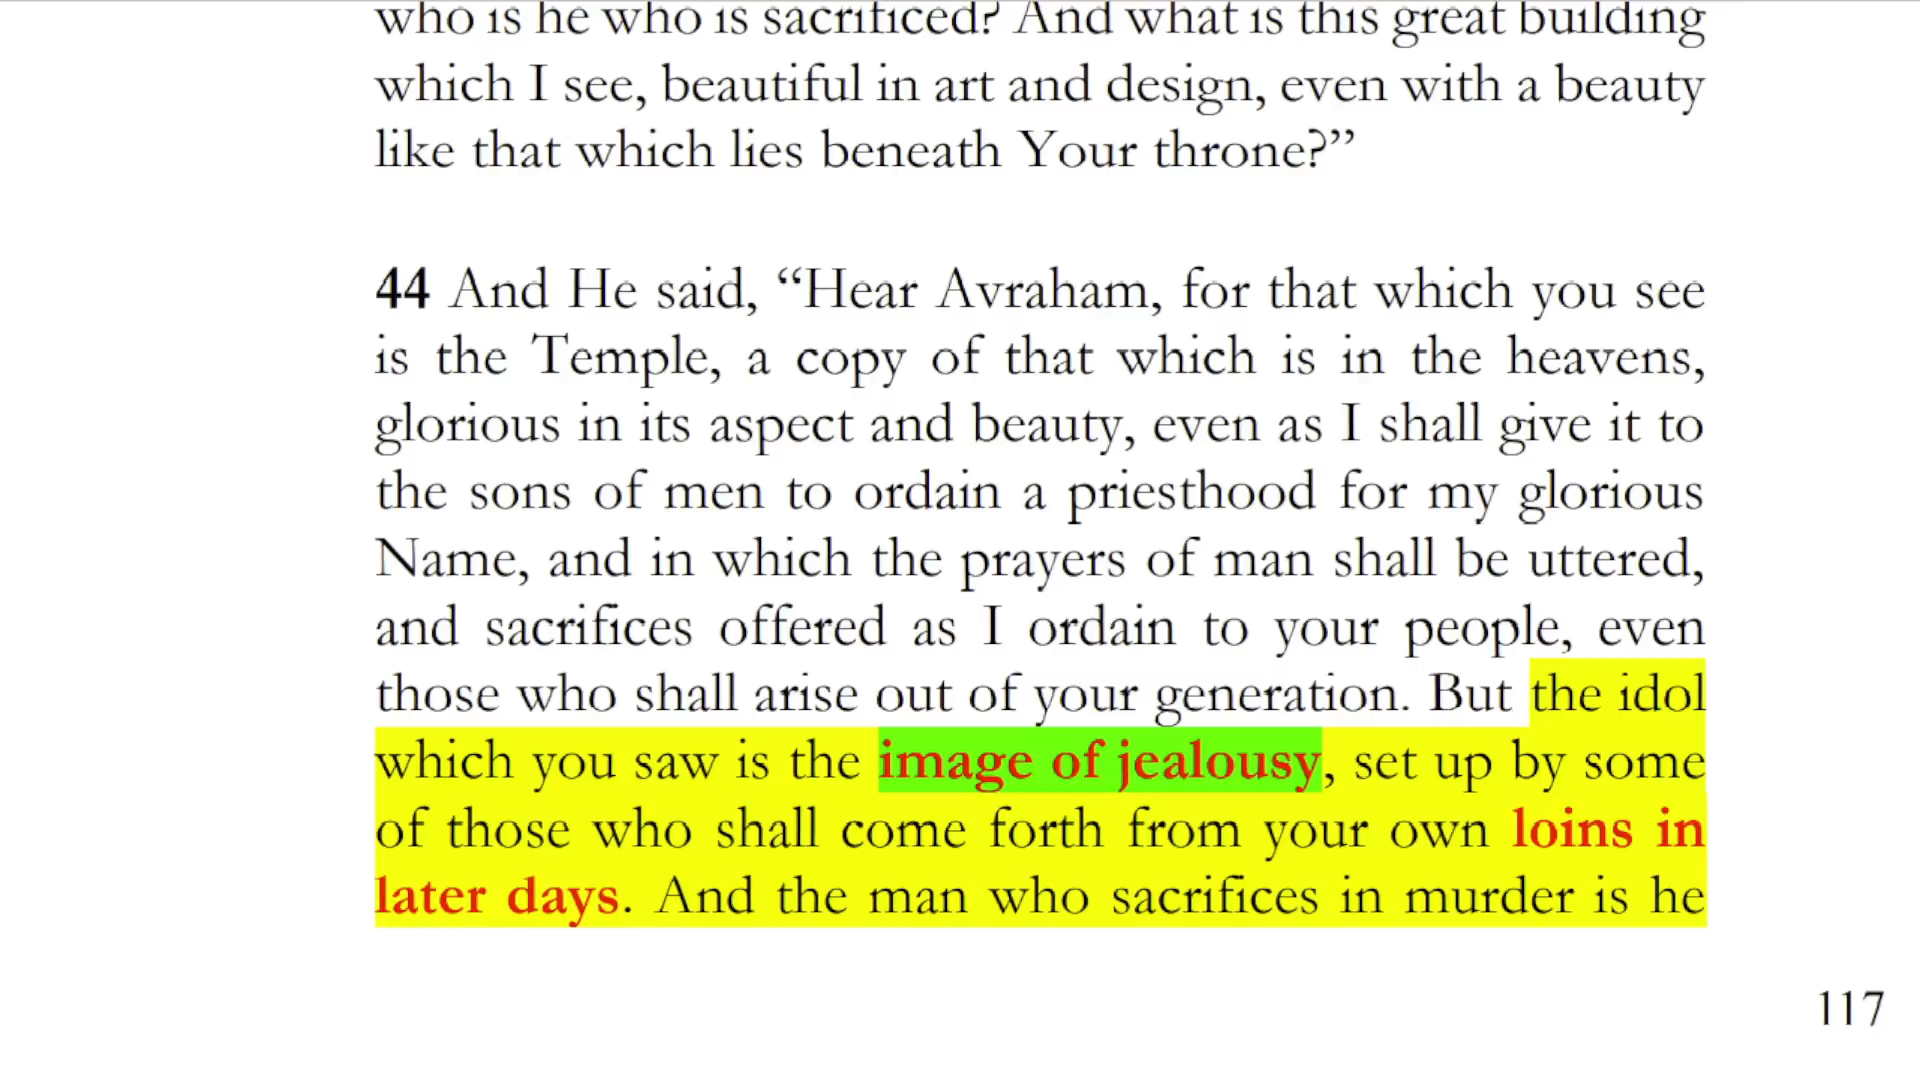 who is he who is sacrificed? And what is this great building
which I see, beautiful in art and design, even with a beauty
like that which lies beneath Your throne?”
44 And He said, “Hear Avraham, for that which you see
is the Temple, a copy of that which is in the heavens,
glorious in its aspect and beauty, even as I shall give it to
the sons of men to ordain a priesthood for my glorious
Name, and in which the prayers of man shall be uttered,
and sacrifices offered as I ordain to your people, even
those who shall arise out of your generation. But the idol
which you saw is the image of jealousy, set up by some
of those who shall come forth from your own loins in
later days. And the man who sacrifices in murder is he
117